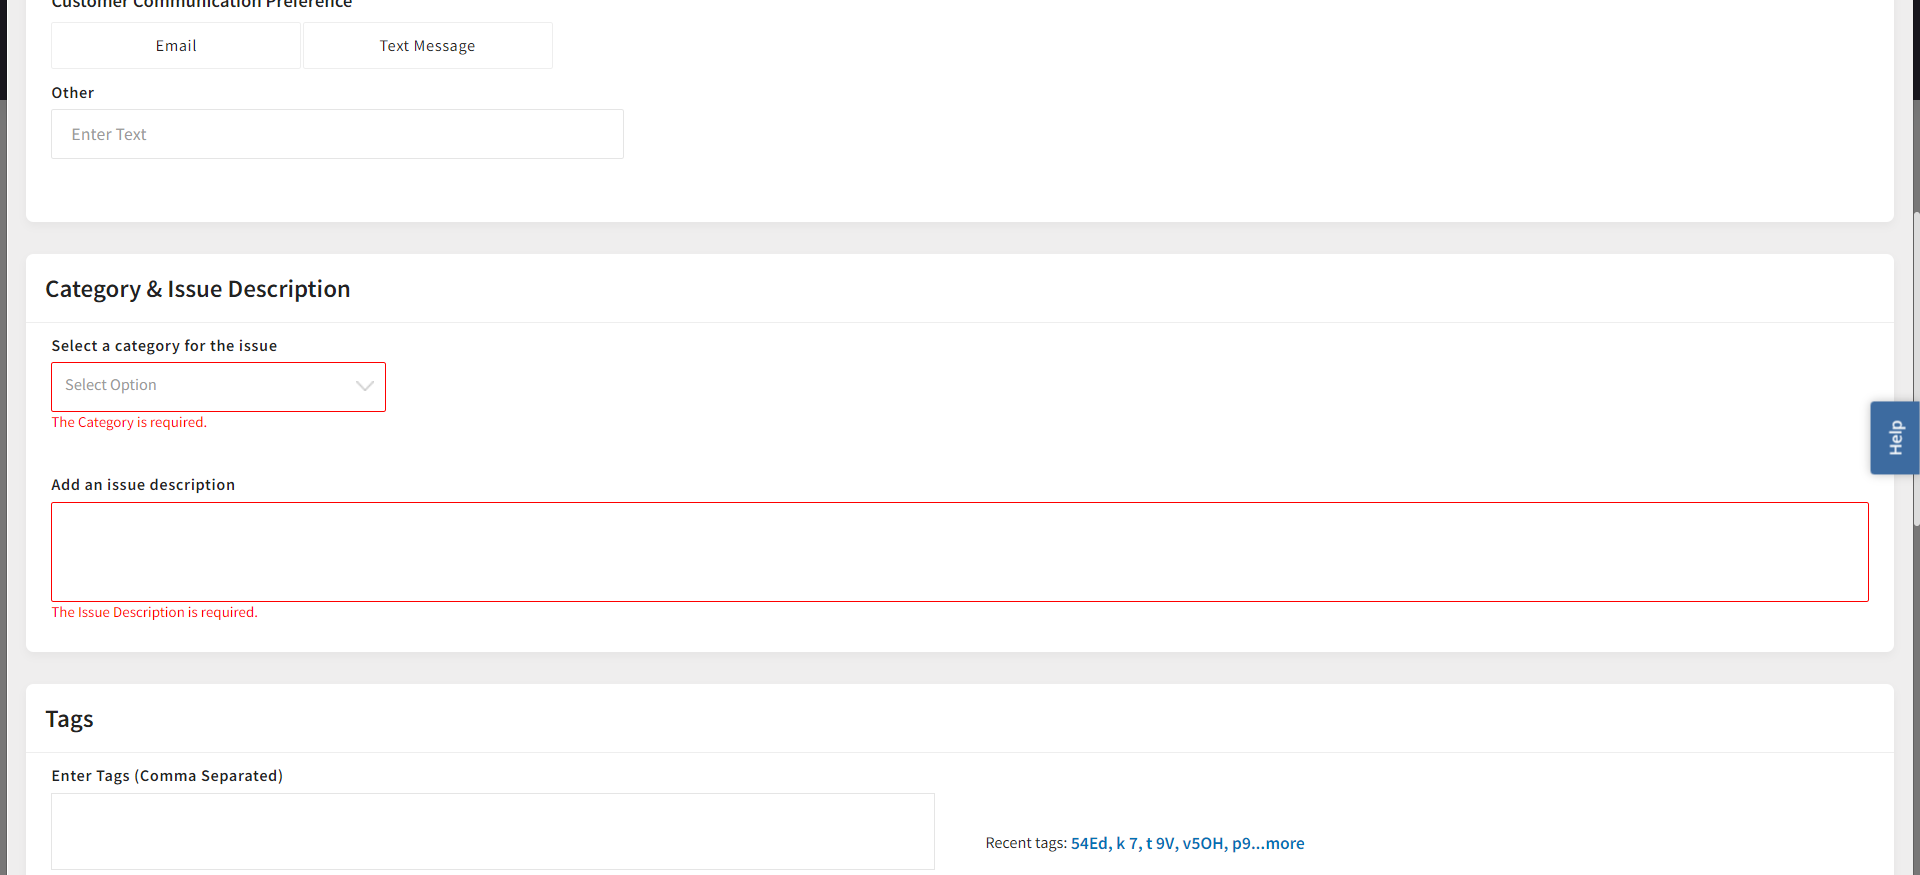 Customer Communication Preference
Email
Text Message
Other
Enter Text
Category & Issue Description
Select a category for the issue
Select Option
The Category is required.
Help
Add an issue description
The Issue Description is required.
Tags
Enter Tags (Comma Separated)
Recent tags: 54Ed, k 7, t 9V, v5OH, p9...more